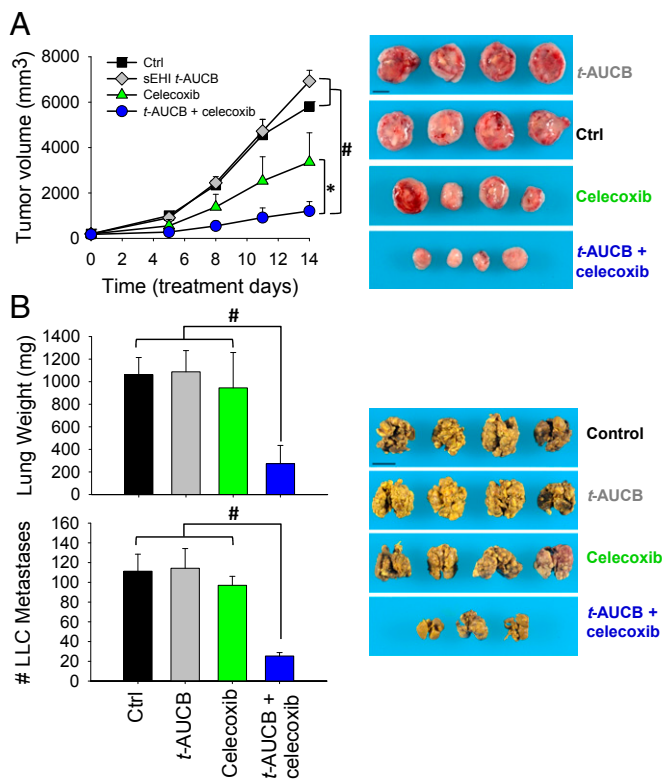 A
Tumor volume (mm3)
8000
6000
4000
2000
0
Ctrl
sEHI t-AUCB
Celecoxib
t-AUCB + celecoxib
#
*
0 2 4 6 8 10 12 14
Time (treatment days)
t-AUCB
Ctrl
Celecoxib
t-AUCB +
celecoxib
B
Lung Weight (mg)
1400
1200
1000
800
600
400
200
0
#
# LLC Metastases
160
140
120
100
80
60
40
20
0
#
Ctrl
t-AUCB
Celecoxib
t-AUCB +
celecoxib
Control
t-AUCB
Celecoxib
t-AUCB +
celecoxib